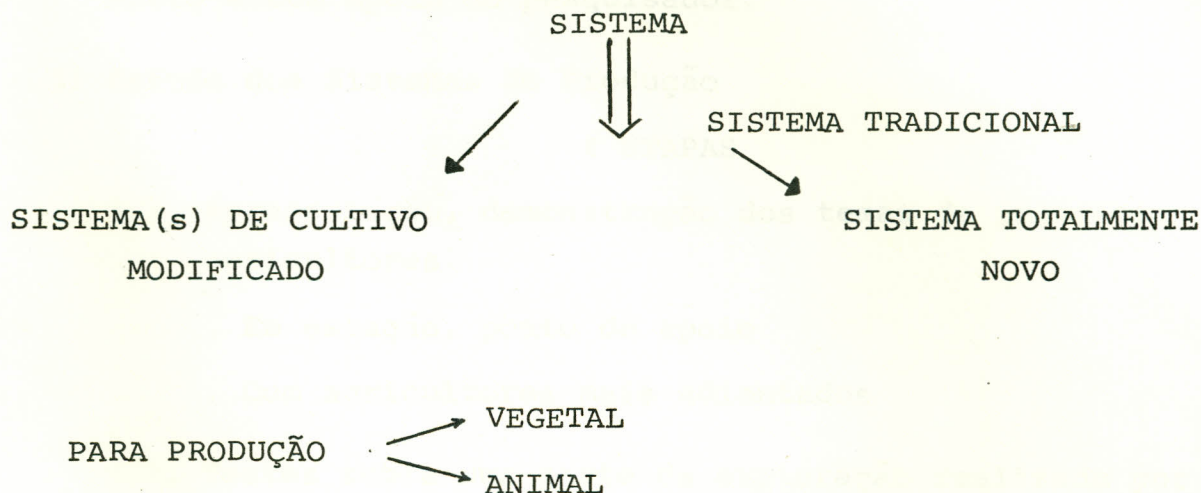 SISTEMA
SISTEMA TRADICIONAL
SISTEMA(s) DE CULTIVO
MODIFICADO
SISTEMA TOTALMENTE
NOVO
PARA PRODUÇÃO
VEGETAL
ANIMAL